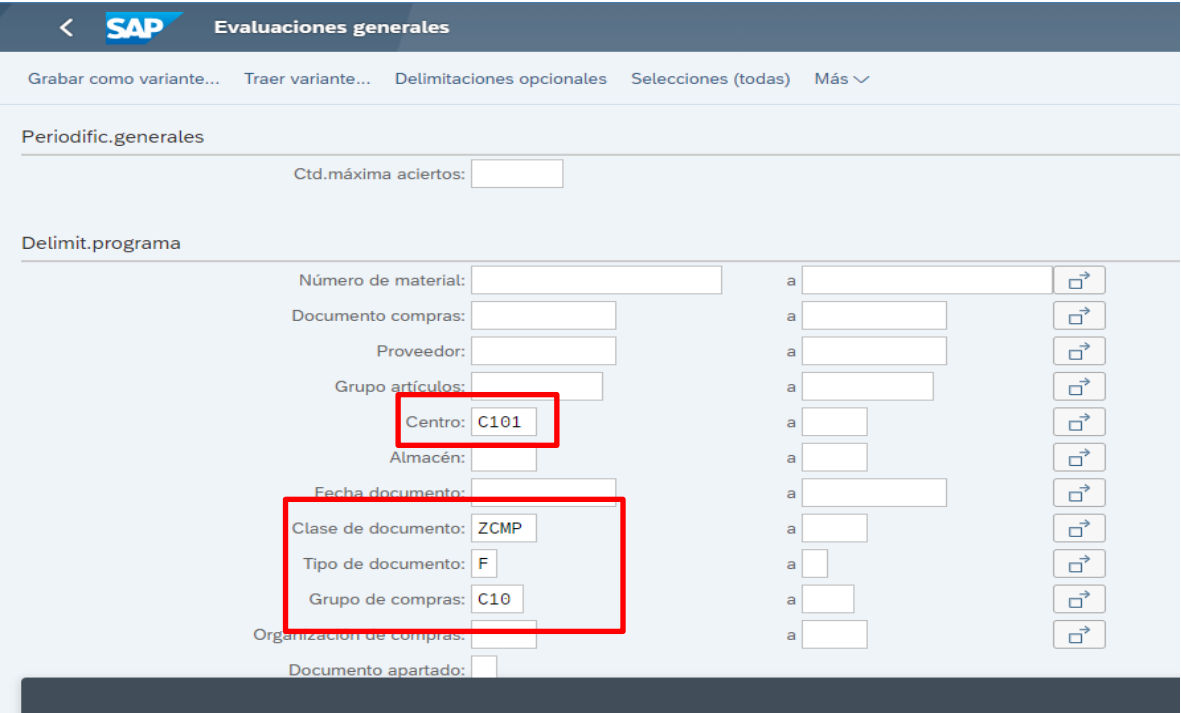 SAP Evaluaciones generales
Grabar como variante... Traer variante... Delimitaciones opcionales Selecciones (todas) Más
Periodific.generales
Ctd.máxima aciertos:
Delimit.programa
Número de material: a
Documento compras: a
Proveedor: a
Grupo artículos: a
Centro: C101 a
Almacén: a
Fecha documento: a
Clase de documento: ZCMP a
Tipo de documento: F a
Grupo de compras: C10 a
Organización de compras: a
Documento apartado: